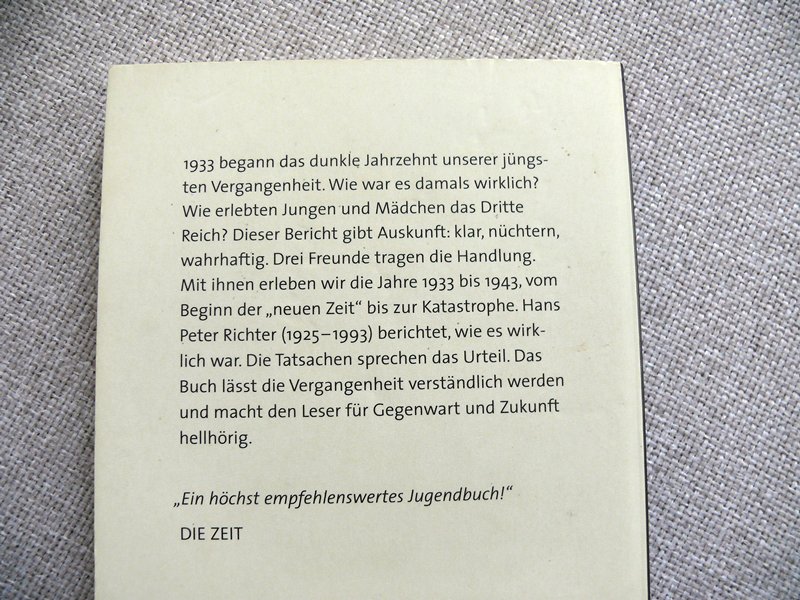 1933 begann das dunkle Jahrzehnt unserer jüngs-
ten Vergangenheit. Wie war es damals wirklich?
Wie erlebten Jungen und Mädchen das Dritte
Reich? Dieser Bericht gibt Auskunft: klar, nüchtern,
wahrhaftig. Drei Freunde tragen die Handlung.
Mit ihnen erleben wir die Jahre 1933 bis 1943, vom
Beginn der „neuen Zeit“ bis zur Katastrophe. Hans
Peter Richter (1925–1993) berichtet, wie es wirk-
lich war. Die Tatsachen sprechen das Urteil. Das
Buch lässt die Vergangenheit verständlich werden
und macht den Leser für Gegenwart und Zukunft
hellhörig.
„Ein höchst empfehlenswertes Jugendbuch!“
DIE ZEIT